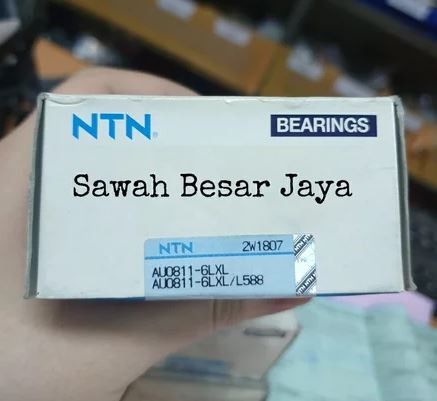 NTN®
BEARINGS
Sawah Besar Jaya
NTN
2W1807
AU0811-6LXL
AU0811-6LXL/L588